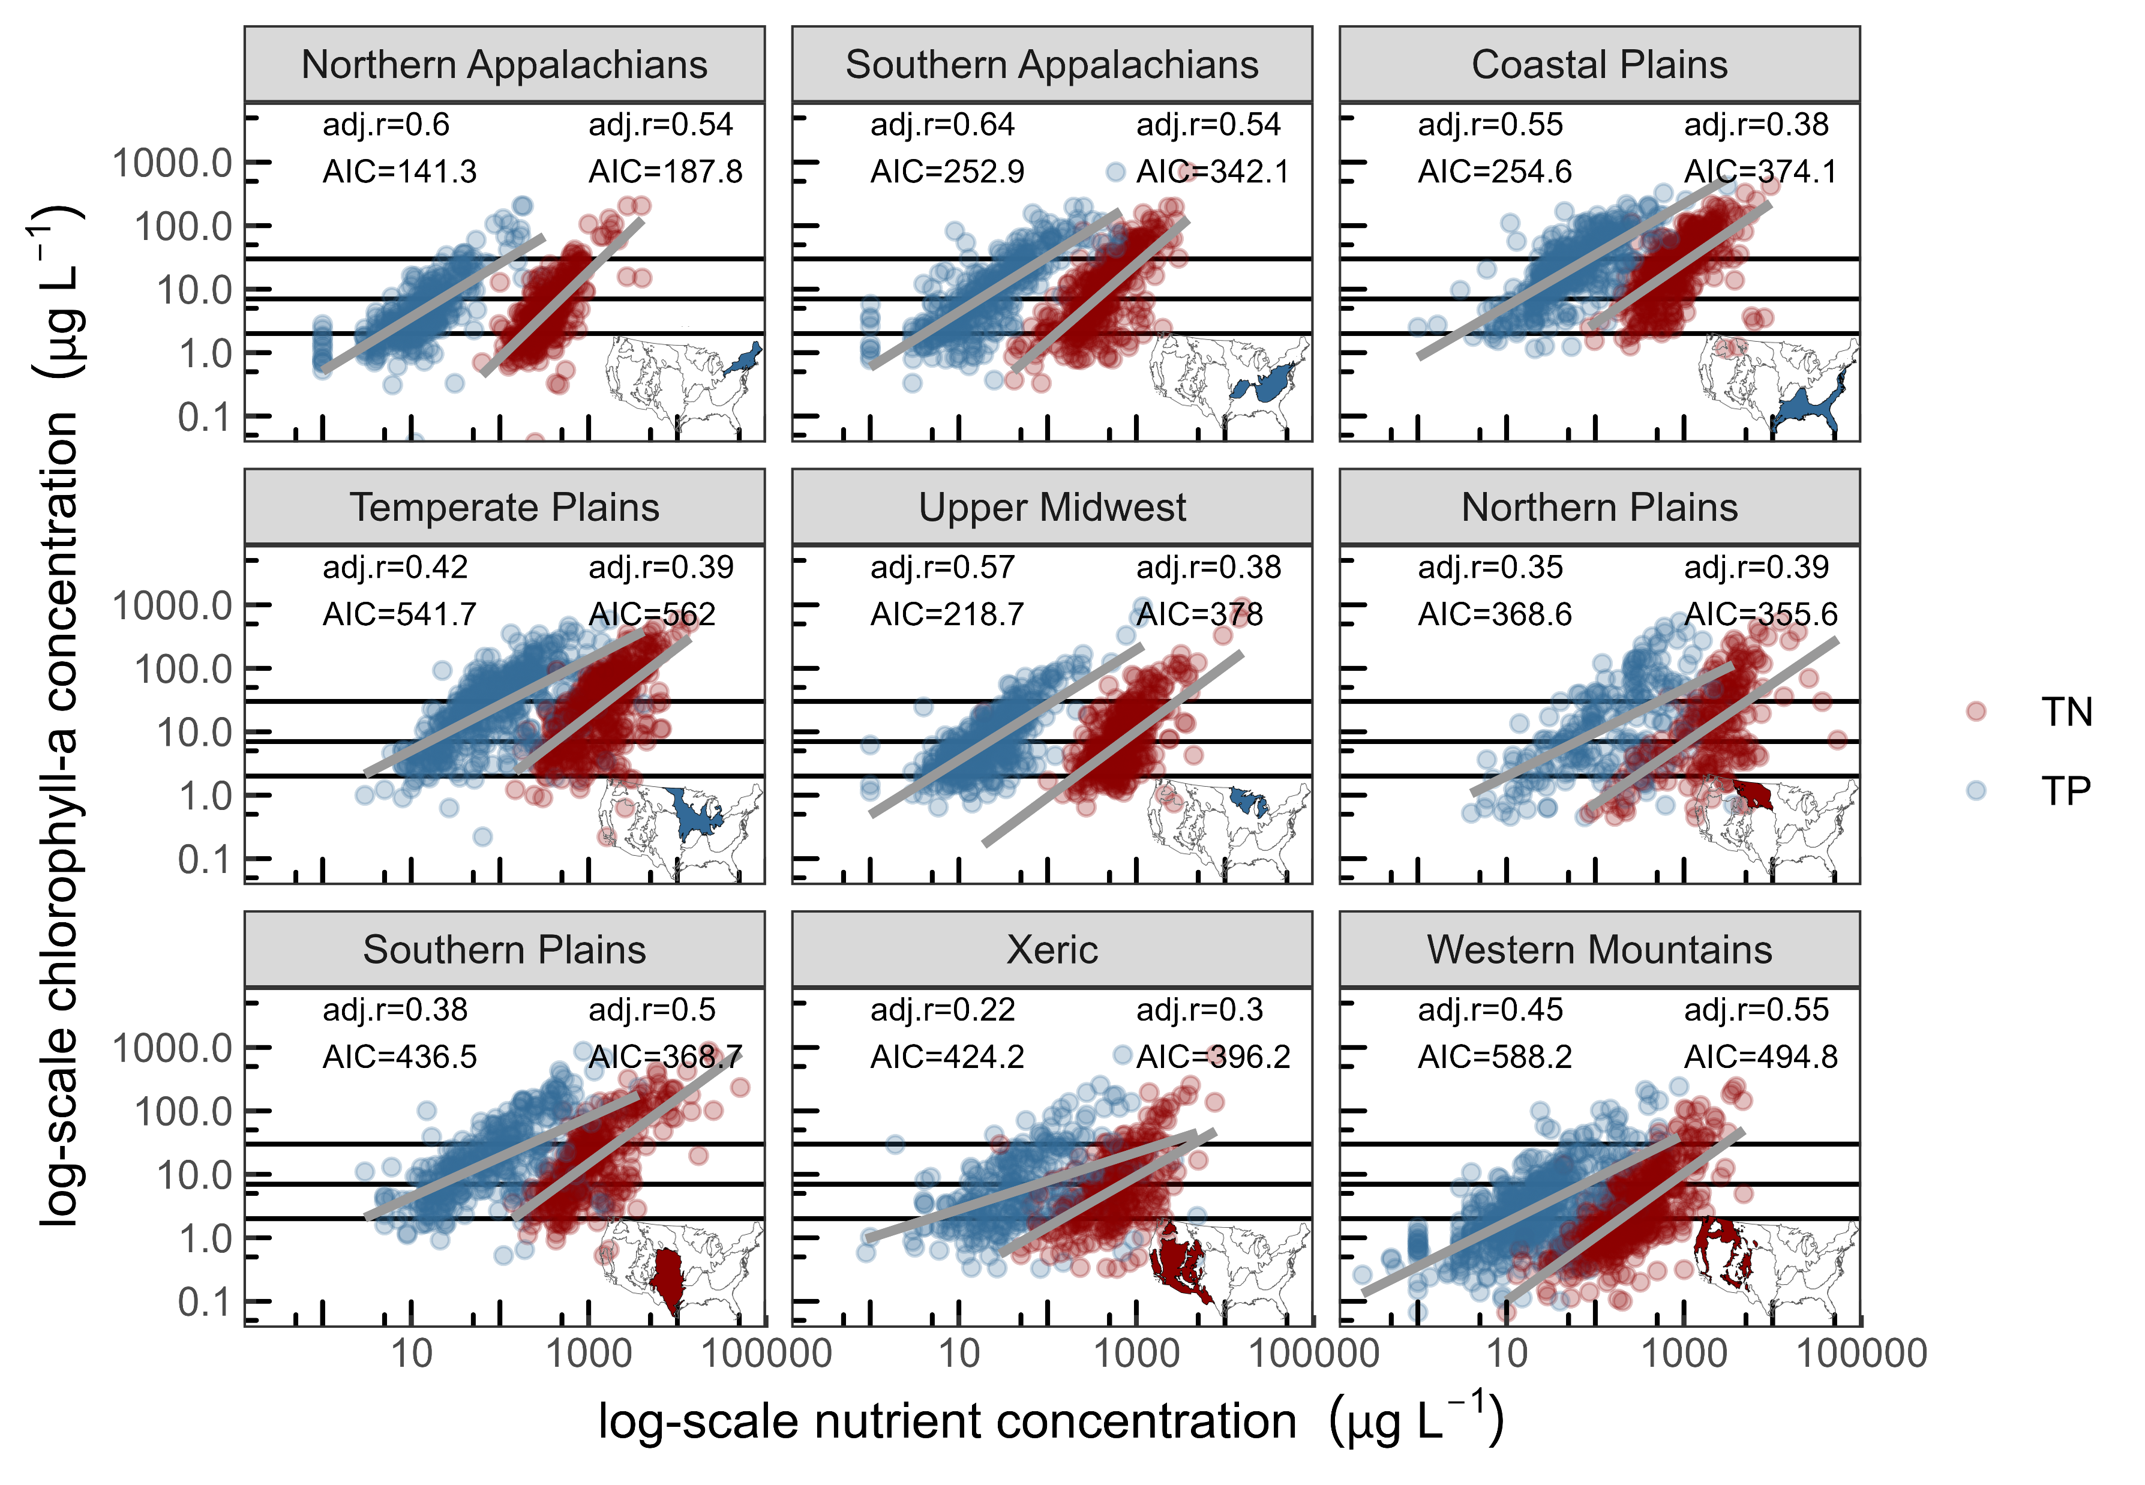 Northern Appalachians
Southern Appalachians
Coastal Plains
adj.r=0.6
adj.r=0.54
adj.r=0.64
adj.r=0.54
adj.r=0.55
adj.r=0.38
AIC=141.3
AIC=187.8
AIC=252.9
AIC=342.1
AIC=254.6
AIC=374.1
1000.0
100.0
10.0
1.0
0.1
Temperate Plains
Upper Midwest
Northern Plains
adj.r=0.42
adj.r=0.39
adj.r=0.57
adj.r=0.38
adj.r=0.35
adj.r=0.39
AIC=541.7
AIC=562
AIC=218.7
AIC=378
AIC=368.6
AIC=355.6
1000.0
100.0
10.0
1.0
0.1
Southern Plains
Xeric
Western Mountains
adj.r=0.38
adj.r=0.5
adj.r=0.22
adj.r=0.3
adj.r=0.45
adj.r=0.55
AIC=436.5
AIC=368.7
AIC=424.2
AIC=396.2
AIC=588.2
AIC=494.8
1000.0
100.0
10.0
1.0
0.1
10 1000 100000
10 1000 100000
10 1000 100000
log-scale nutrient concentration (µg L⁻¹)
log-scale chlorophyll-a concentration (µg L⁻¹)
TN
TP